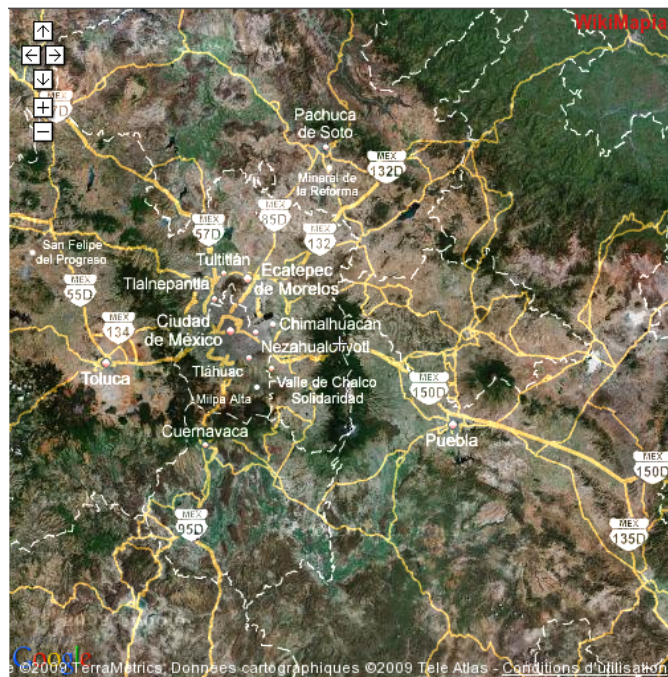 WikiMapia
MEX
7D
Pachuca
de Soto
MEX
132D
Mineral de
la Reforma
MEX
85D
MEX
57D
MEX
132
San Felipe
del Progreso
Tultitlán
Ecatepec
de Morelos
Tlalnepantla
MEX
55D
MEX
134
Ciudad
de México
Chimalhuacán
Nezahualcóyotl
Toluca
Tláhuac
Valle de Chalco
Solidaridad
MEX
150D
Milpa Alta
Cuernavaca
Puebla
MEX
150D
MEX
95D
MEX
135D
Google
e ©2009 TerraMetrics, Données cartographiques ©2009 Tele Atlas - Conditions d'utilisation